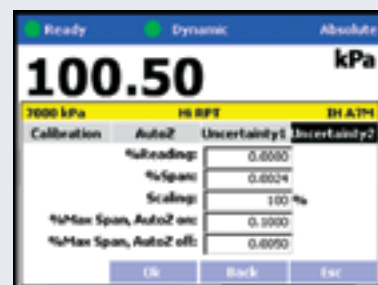 Ready Dynamic Absolute
100.50 kPa
7000 kPa Hi RPT IH ATM
Calibration AutoZ Uncertainty1 Uncertainty2
%Reading: 0.0000
%Span: 0.0024
Scaling: 100 %
%Max Span, AutoZ on: 0.1000
%Max Span, AutoZ off: 0.0050
Ok Back Esc